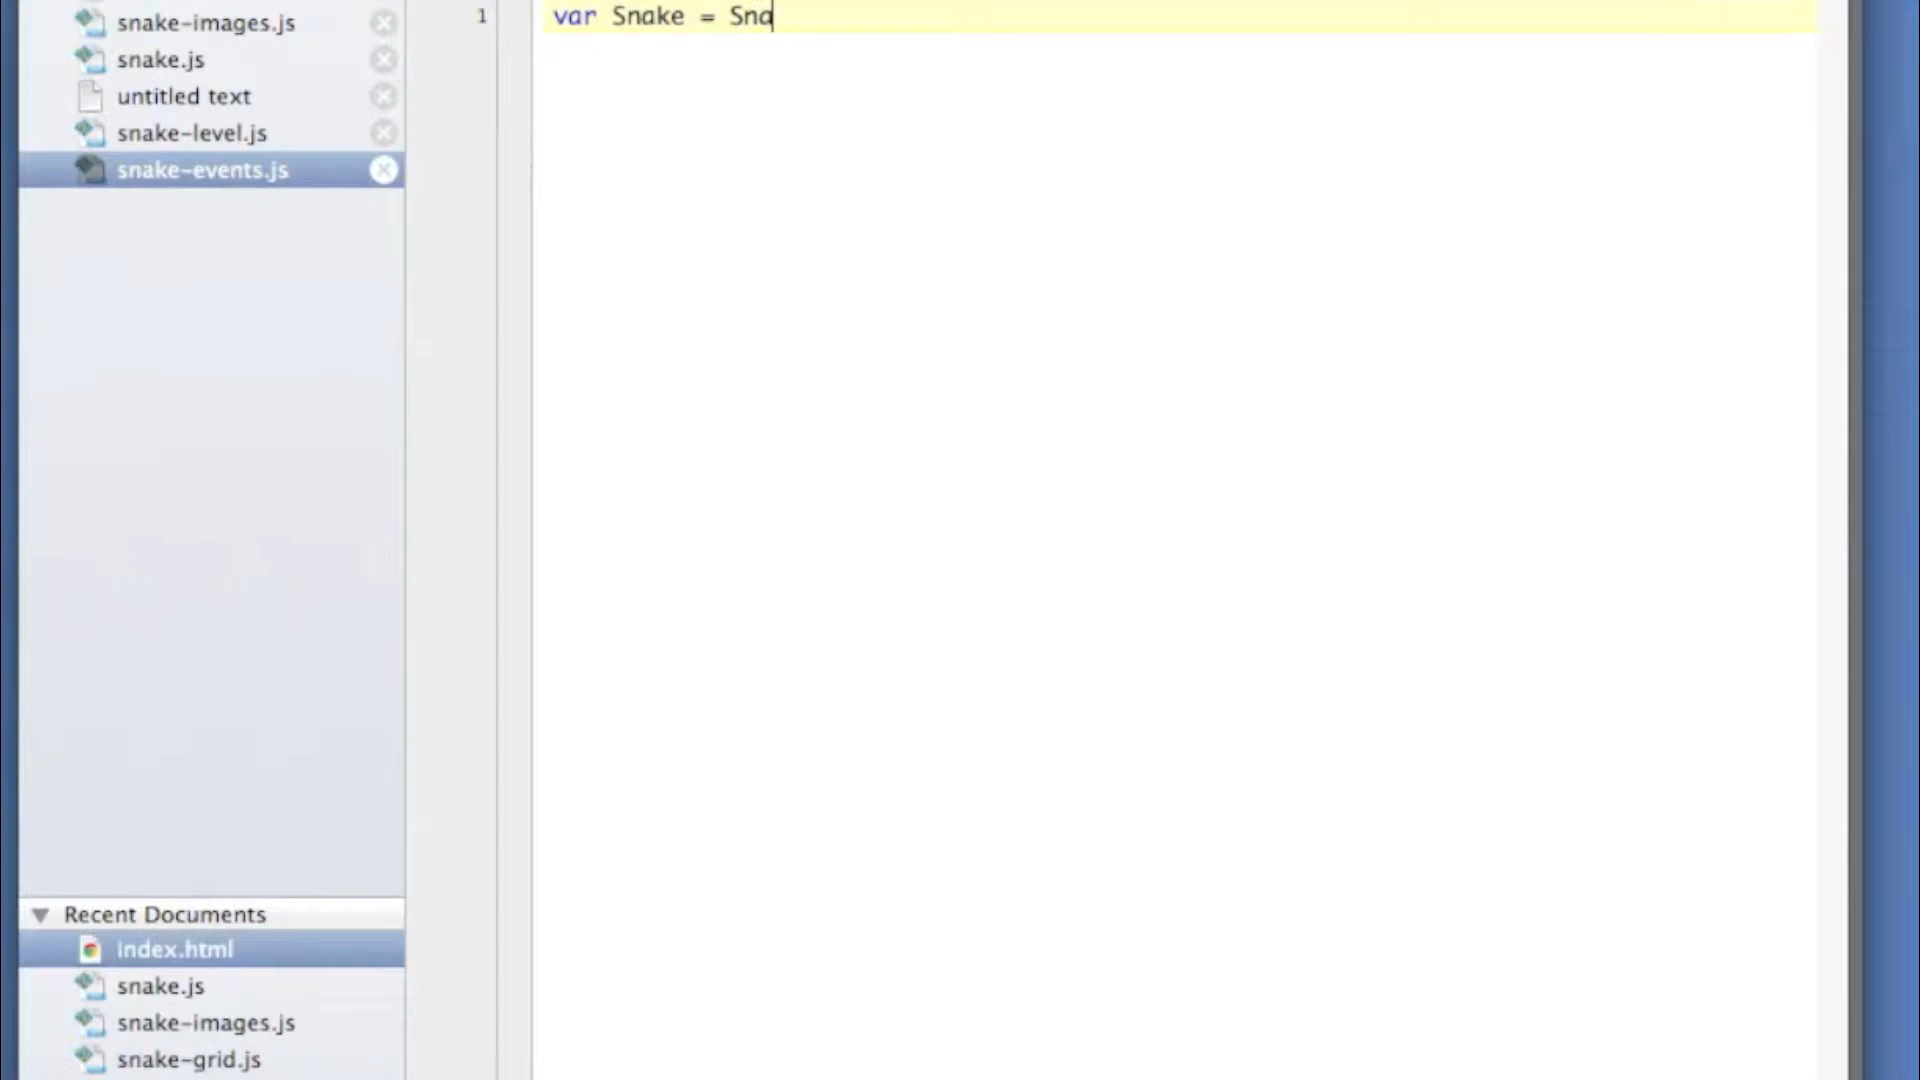 snake-images.js
snake.js
untitled text
snake-level.js
snake-events.js
1 var Snake = Sna
Recent Documents
index.html
snake.js
snake-images.js
snake-grid.js